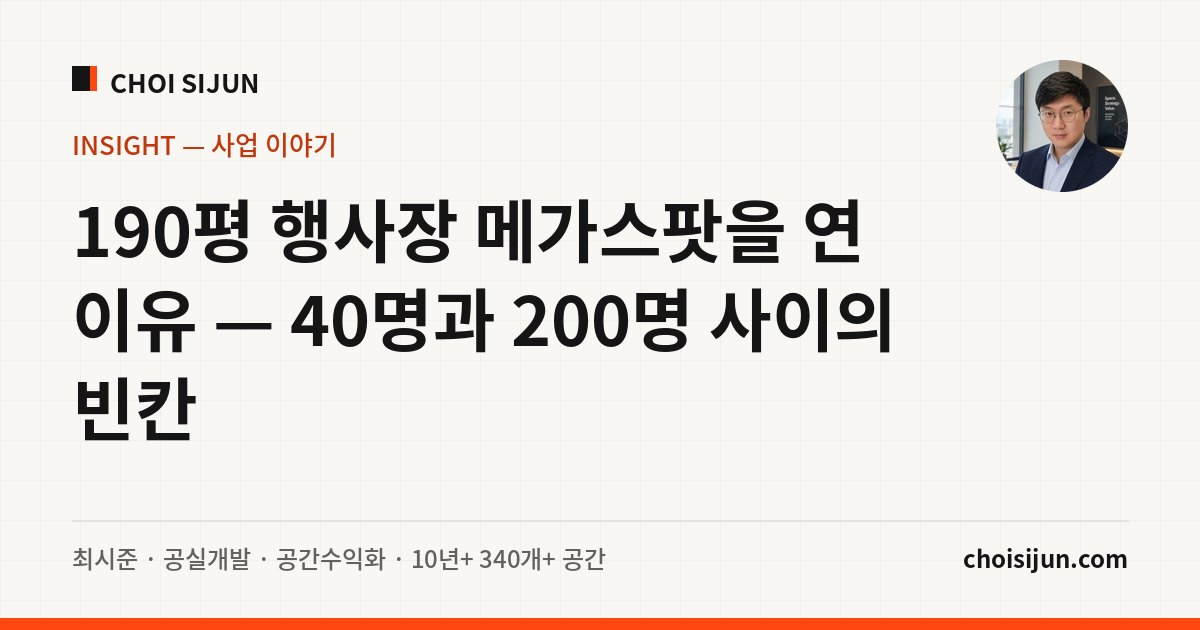 CHOI SIJUN
INSIGHT — 사업 이야기
190평 행사장 메가스팟을 연
이유 — 40명과 200명 사이의
빈칸
최시준 · 공실개발 · 공간수익화 · 10년+ 340개+ 공간
choisijun.com